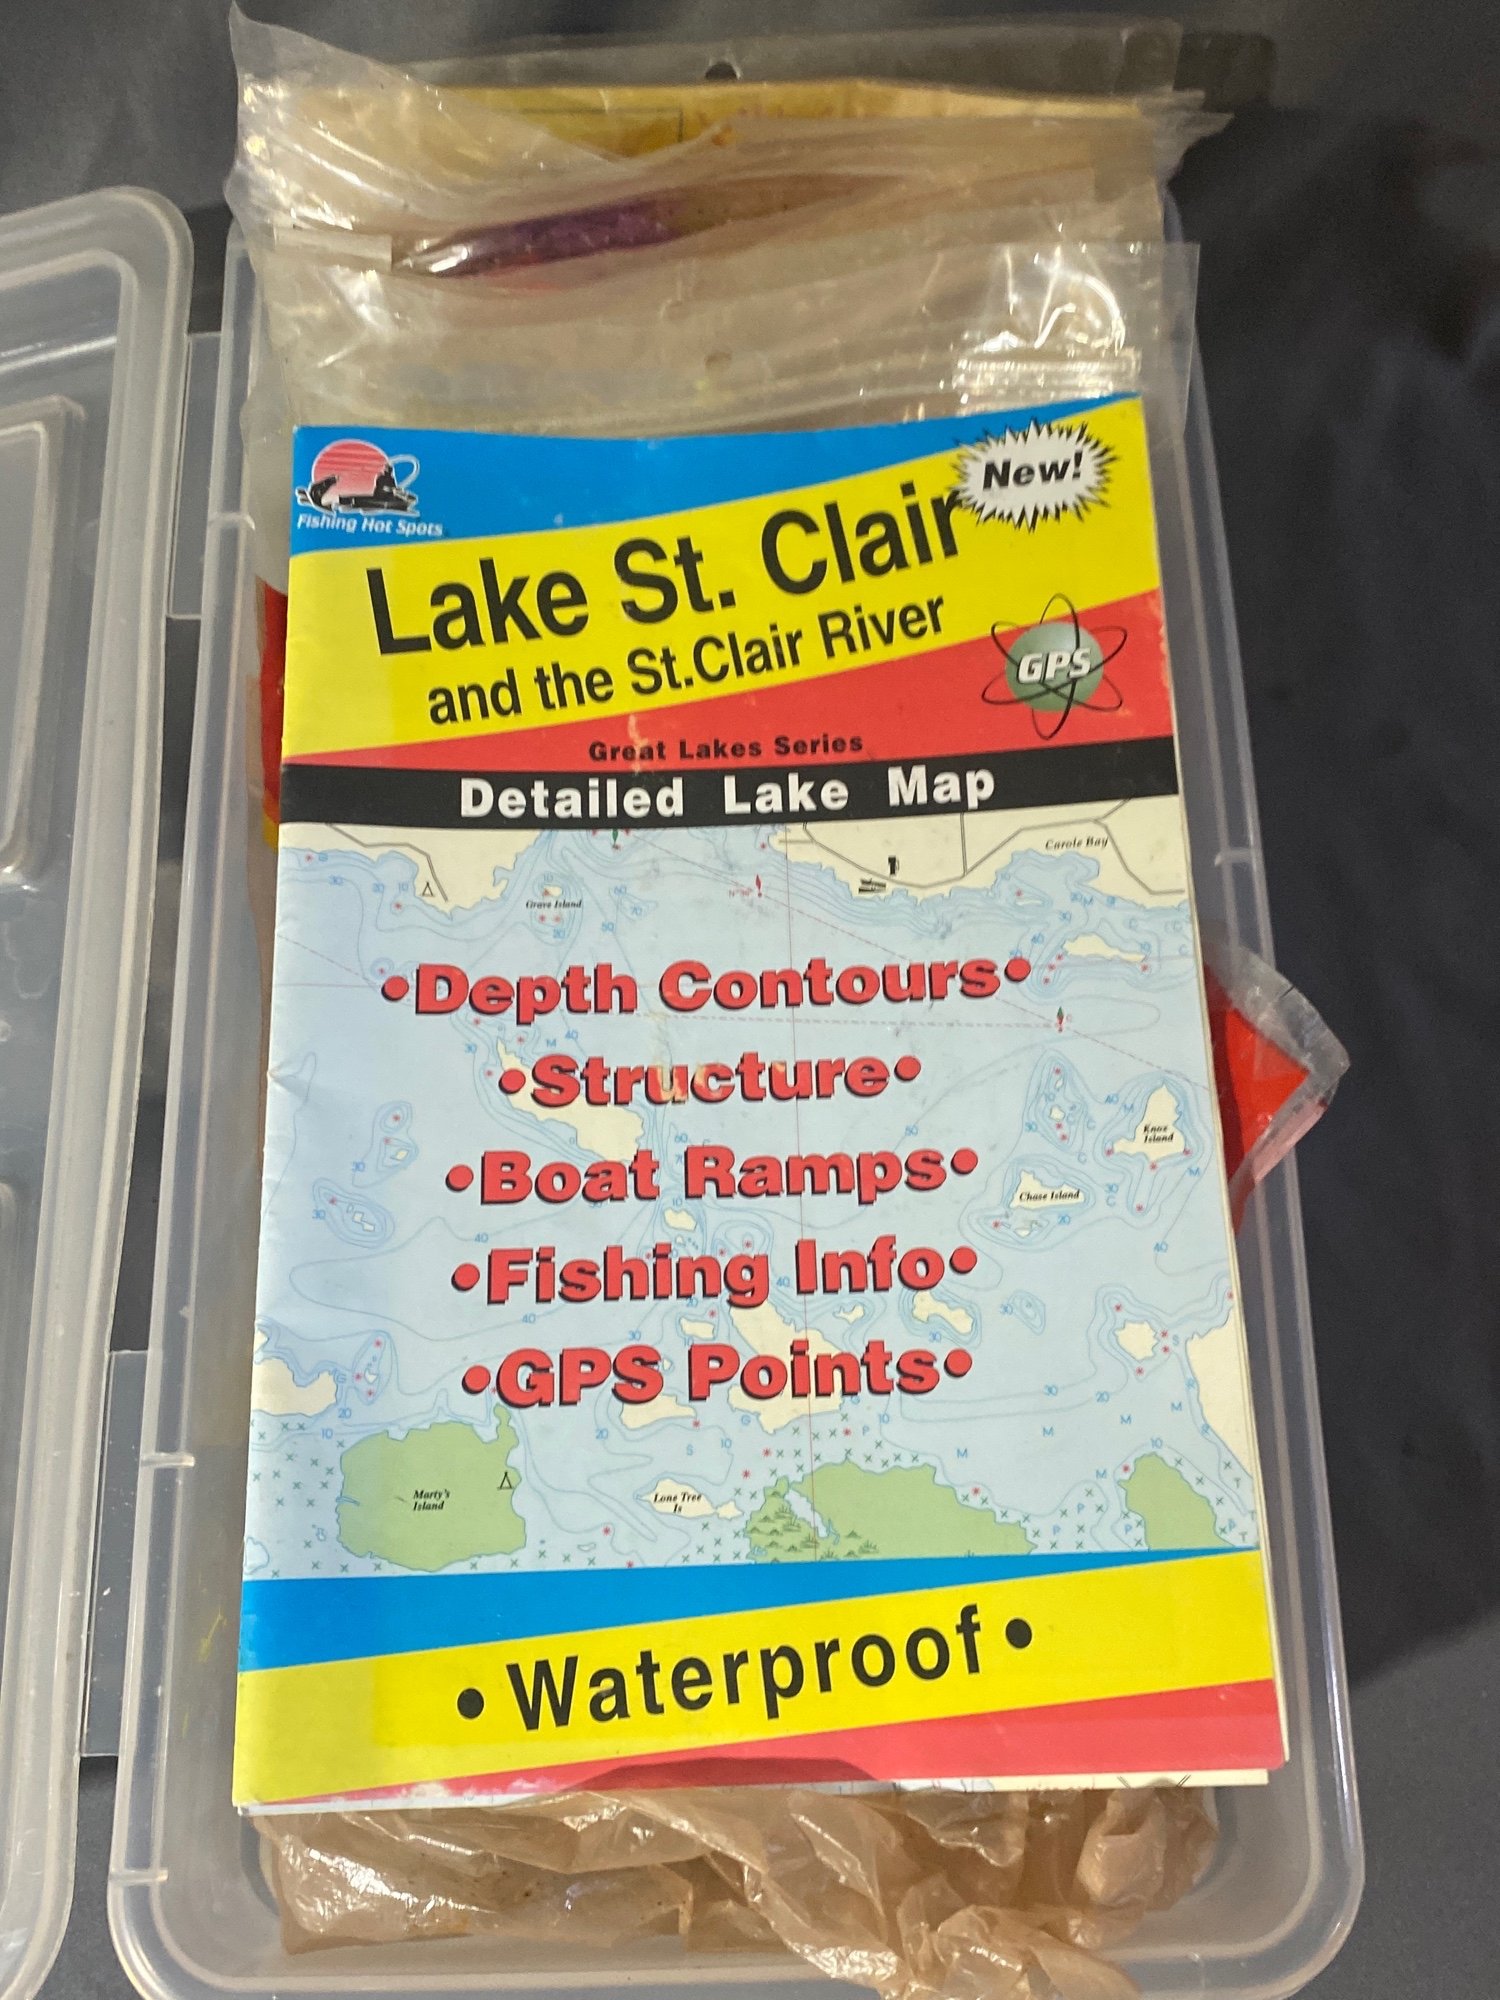 New!
Fishing Hot Spots
Lake St. Clair
and the St.Clair River
GPS
Great Lakes Series
Detailed Lake Map
Carole Bay
Grave Island
•Depth Contours•
•Structure•
Knox
Island
•Boat Ramps•
Chase Island
•Fishing Info•
•GPS Points•
Marty's
Island
Lone Tree
Is
•Waterproof•